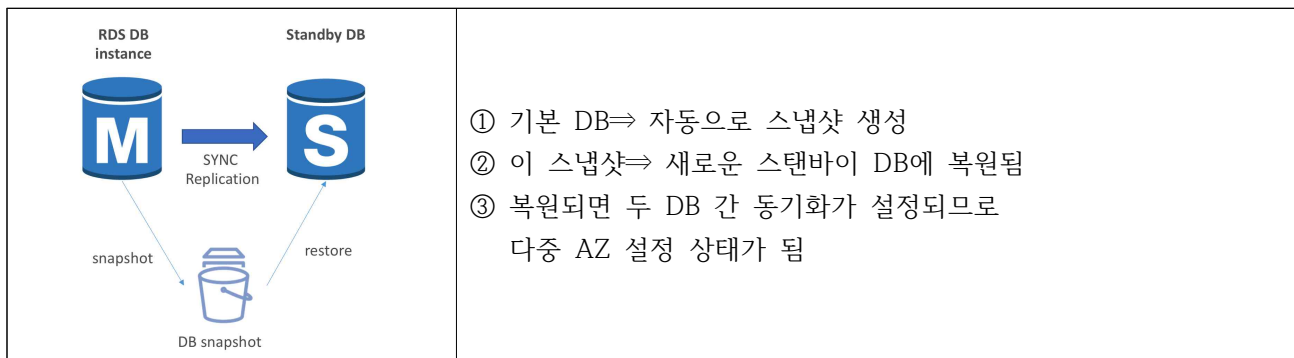 RDS DB
instance
Standby DB
M
S
SYNC
Replication
snapshot
restore
DB snapshot
① 기본 DB⇒ 자동으로 스냅샷 생성
② 이 스냅샷⇒ 새로운 스탠바이 DB에 복원됨
③ 복원되면 두 DB 간 동기화가 설정되므로
다중 AZ 설정 상태가 됨